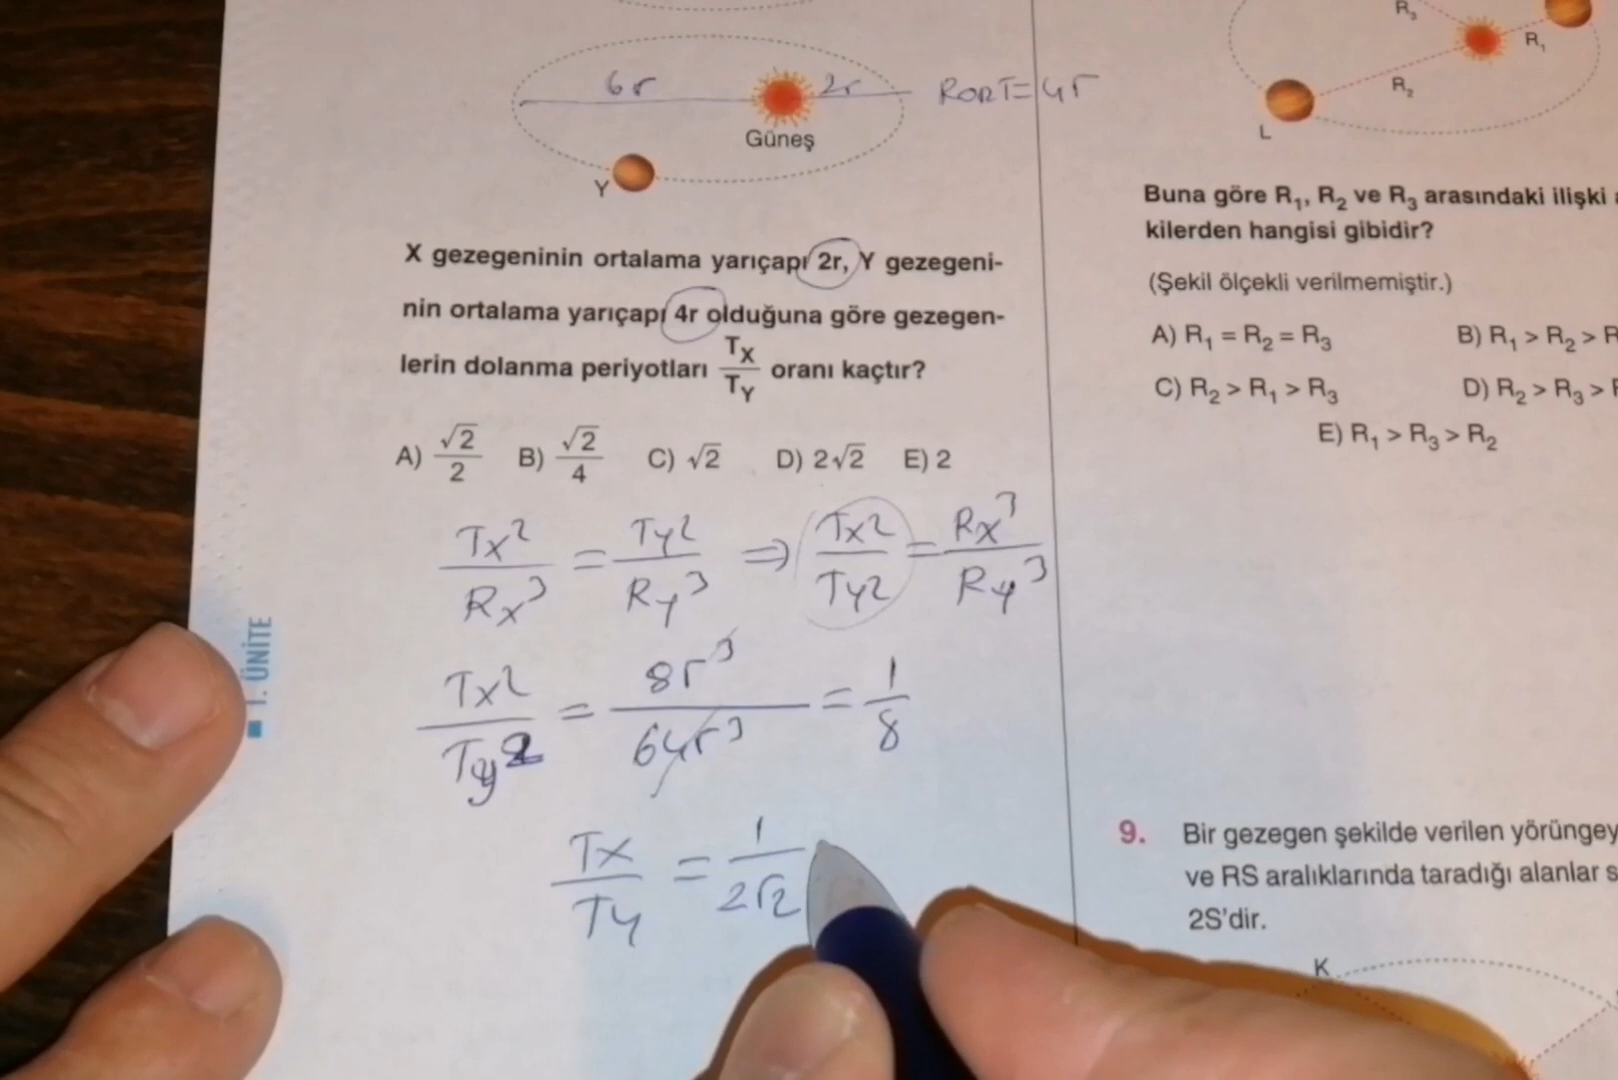 6r 2r RORT=4r
Güneş
Y
X gezegeninin ortalama yarıçapı 2r, Y gezegeni-
nin ortalama yarıçapı 4r olduğuna göre gezegen-
lerin dolanma periyotları Tx/TY oranı kaçtır?
A) √2/2 B) √2/4 C) √2 D) 2√2 E) 2
Tx²/Rx³ = Ty²/Ry³ ⇒ Tx²/Ty² = Rx³/Ry³
Tx²/Ty² = 8r³/64r³ = 1/8
Tx/Ty = 1/2√2
1. ÜNİTE
R₃
R₁
R₂
L
Buna göre R₁, R₂ ve R₃ arasındaki ilişki
kilerden hangisi gibidir?
(Şekil ölçekli verilmemiştir.)
A) R₁ = R₂ = R₃ B) R₁ > R₂ > R
C) R₂ > R₁ > R₃ D) R₂ > R₃ >
E) R₁ > R₃ > R₂
9. Bir gezegen şekilde verilen yörüngey
ve RS aralıklarında taradığı alanlar s
2S'dir.
K